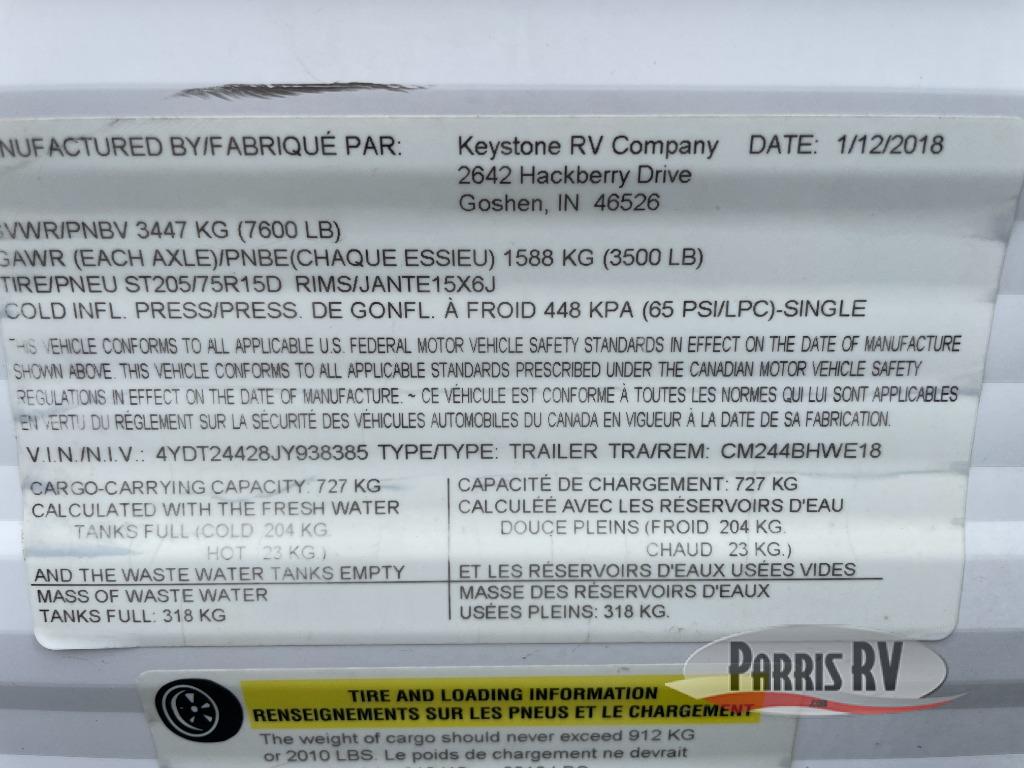 NUFACTURED BY/FABRIQUÉ PAR: Keystone RV Company DATE: 1/12/2018
2642 Hackberry Drive
Goshen, IN 46526
GVWR/PNBV 3447 KG (7600 LB)
GAWR (EACH AXLE)/PNBE(CHAQUE ESSIEU) 1588 KG (3500 LB)
TIRE/PNEU ST205/75R15D RIMS/JANTE15X6J
COLD INFL. PRESS/PRESS. DE GONFL. À FROID 448 KPA (65 PSI/LPC)-SINGLE
THIS VEHICLE CONFORMS TO ALL APPLICABLE U.S. FEDERAL MOTOR VEHICLE SAFETY STANDARDS IN EFFECT ON THE DATE OF MANUFACTURE
SHOWN ABOVE. THIS VEHICLE CONFORMS TO ALL APPLICABLE STANDARDS PRESCRIBED UNDER THE CANADIAN MOTOR VEHICLE SAFETY
REGULATIONS IN EFFECT ON THE DATE OF MANUFACTURE. ~ CE VÉHICULE EST CONFORME À TOUTES LES NORMES QUI LUI SONT APPLICABLES
EN VERTU DU RÉGLEMENT SUR LA SÉCURITÉ DES VÉHICULES AUTOMOBILES DU CANADA EN VIGUEUR À LA DATE DE SA FABRICATION.
V.I.N./N.I.V.: 4YDT24428JY938385 TYPE/TYPE: TRAILER TRA/REM: CM244BHWE18
CARGO-CARRYING CAPACITY: 727 KG
CALCULATED WITH THE FRESH WATER
TANKS FULL (COLD 204 KG.
HOT 23 KG.)
AND THE WASTE WATER TANKS EMPTY
MASS OF WASTE WATER
TANKS FULL: 318 KG
CAPACITÉ DE CHARGEMENT: 727 KG
CALCULÉE AVEC LES RÉSERVOIRS D'EAU
DOUCE PLEINS (FROID 204 KG.
CHAUD 23 KG.)
ET LES RÉSERVOIRS D'EAUX USÉES VIDES
MASSE DES RÉSERVOIRS D'EAUX
USÉES PLEINS: 318 KG.
PARRIS RV
.com
TIRE AND LOADING INFORMATION
RENSEIGNEMENTS SUR LES PNEUS ET LE CHARGEMENT
The weight of cargo should never exceed 912 KG
or 2010 LBS. Le poids de chargement ne devrait